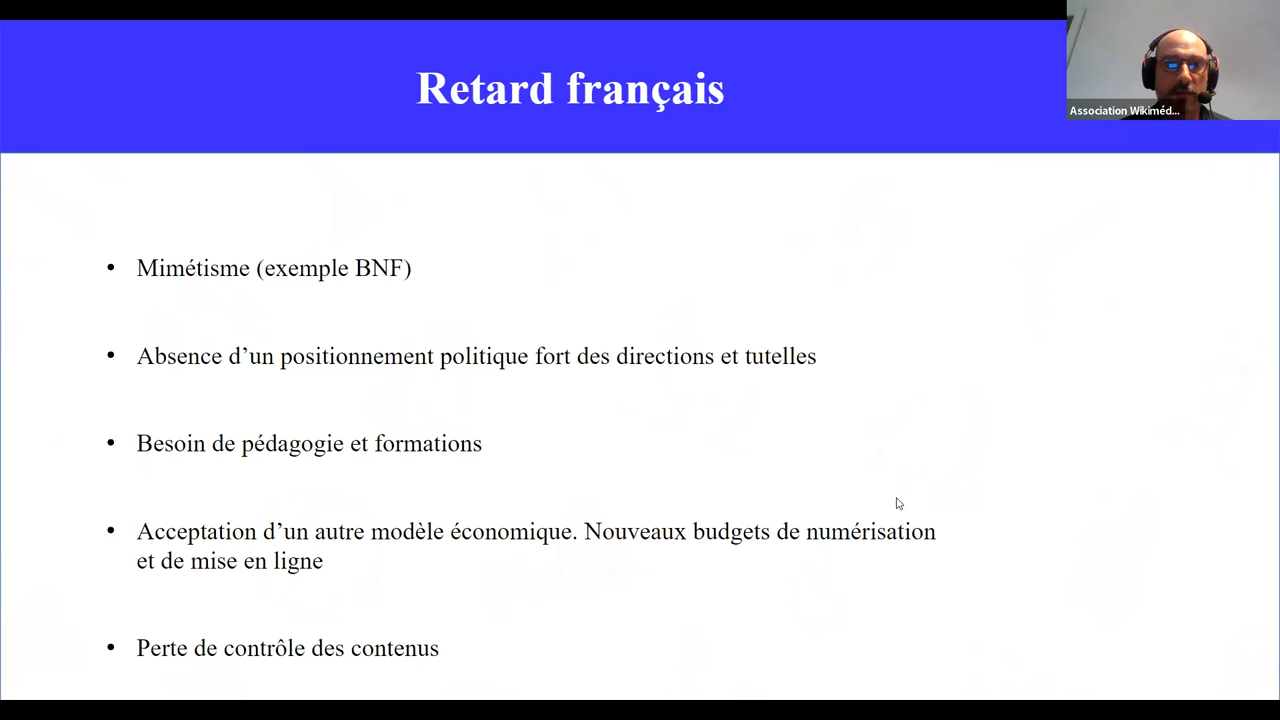 Retard français
Association Wikiméd...
• Mimétisme (exemple BNF)
• Absence d’un positionnement politique fort des directions et tutelles
• Besoin de pédagogie et formations
• Acceptation d’un autre modèle économique. Nouveaux budgets de numérisation
et de mise en ligne
• Perte de contrôle des contenus